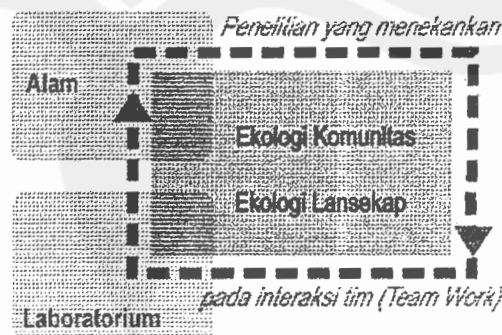 Penelitian yang menekankan
Alam
Ekologi Komunitas
Ekologi Lansekap
pada interaksi tim (Team Work)
Laboratorium